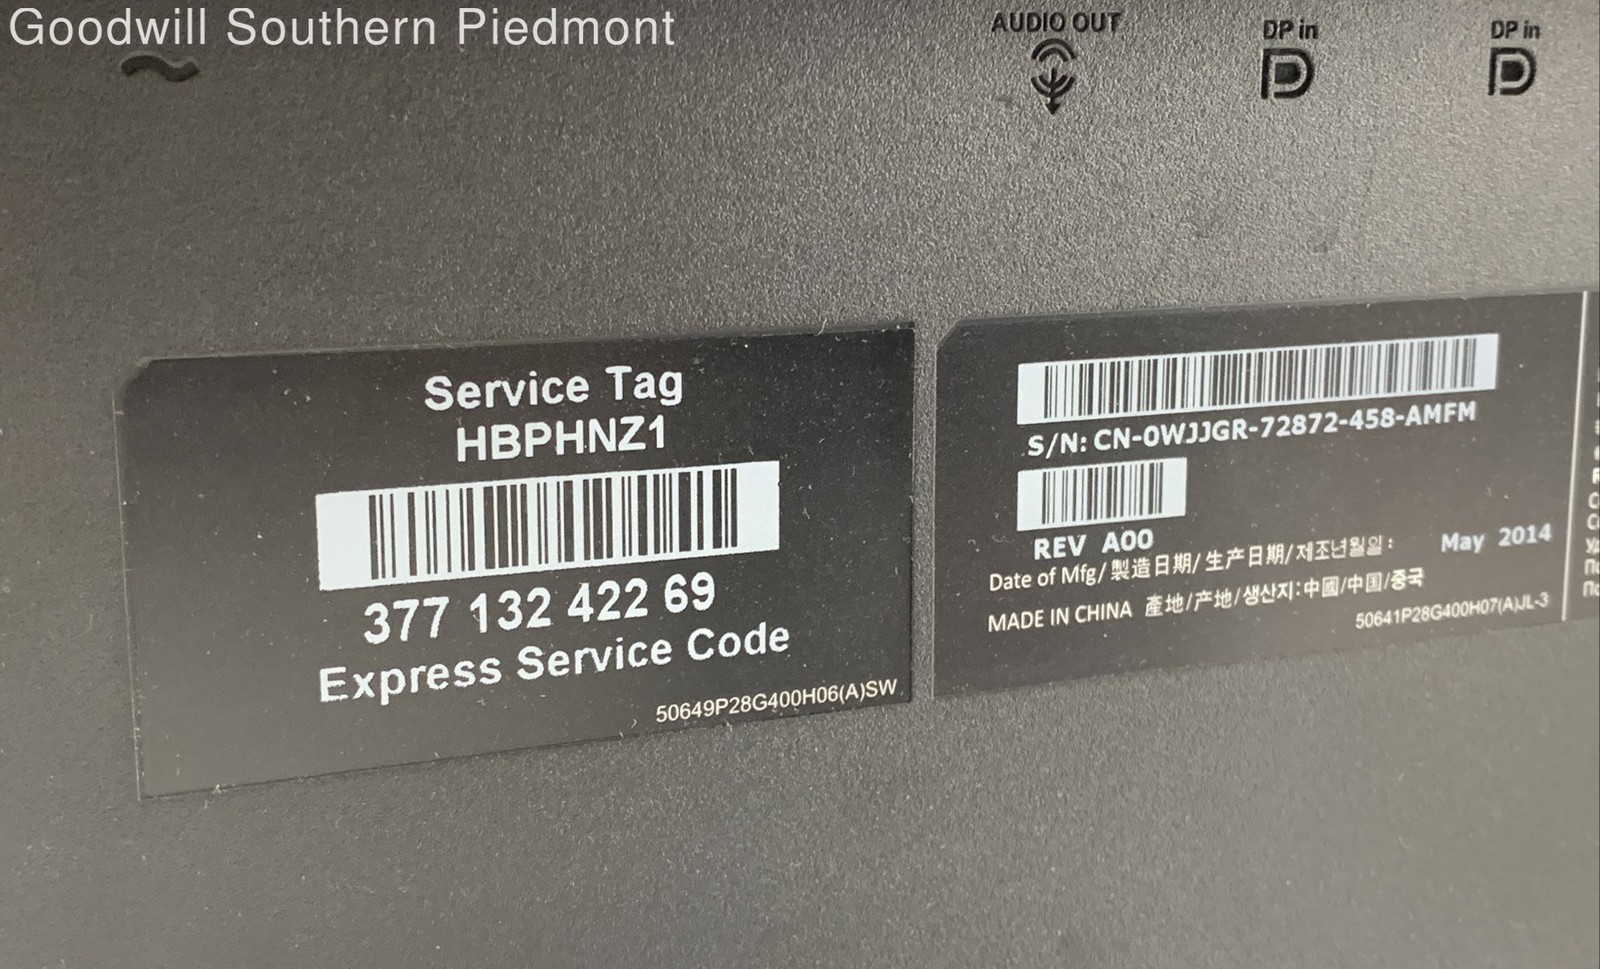 Goodwill Southern Piedmont
AUDIO OUT
DP in
DP in
Service Tag
HBPHNZ1
377 132 422 69
Express Service Code
50649P28G400H06(A)SW
S/N: CN-0WJJGR-72872-458-AMFM
REV A00
Date of Mfg/製造日期/生产日期/제조년월일: May 2014
MADE IN CHINA 產地/产地/생산지:中國/中国/중국
50641P28G400H07(A)JL-3